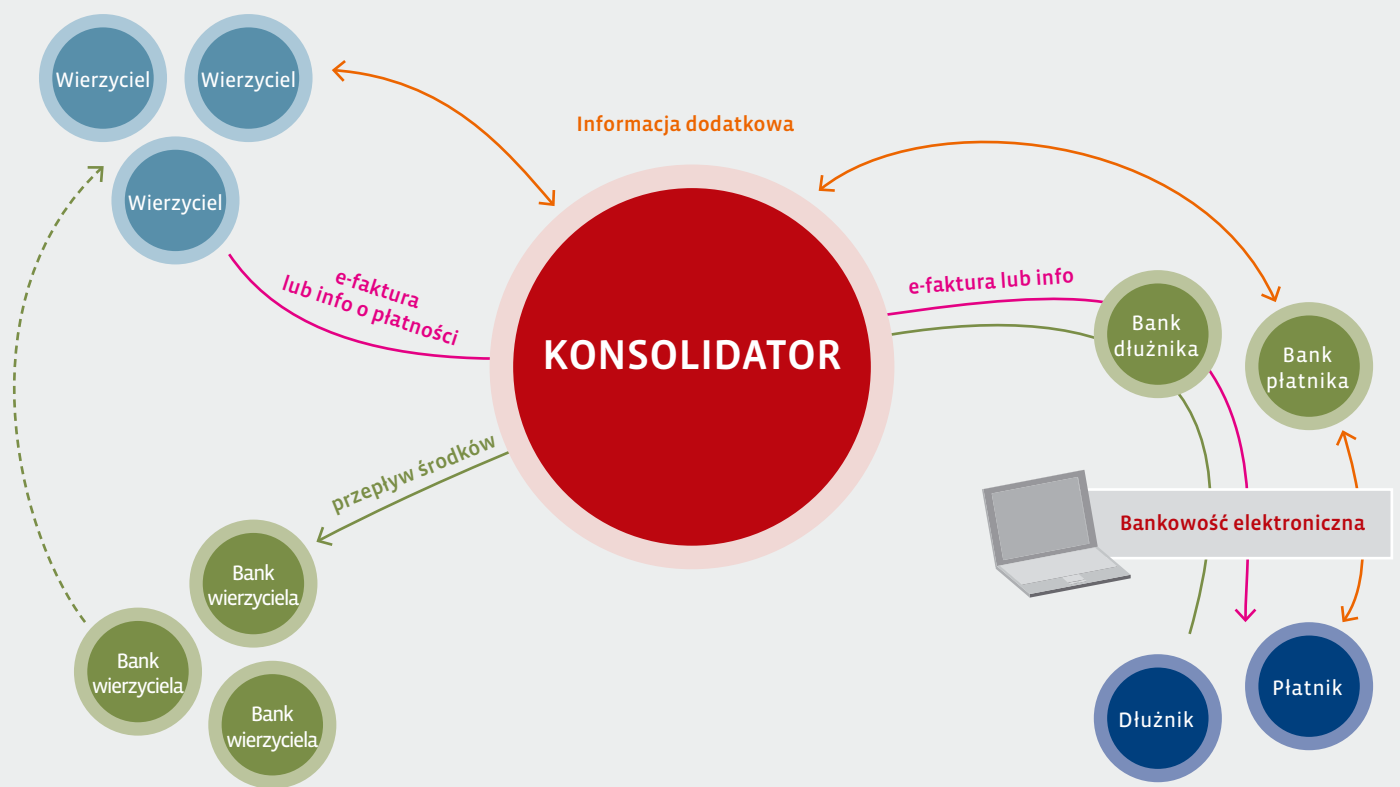 Wierzyciel
Wierzyciel
Wierzyciel
Informacja dodatkowa
e-faktura
lub info o płatności
KONSOLIDATOR
e-faktura lub info
Bank
dłużnika
Bank
płatnika
przepływ środków
Bankowość elektroniczna
Bank
wierzyciela
Bank
wierzyciela
Bank
wierzyciela
Dłużnik
Płatnik